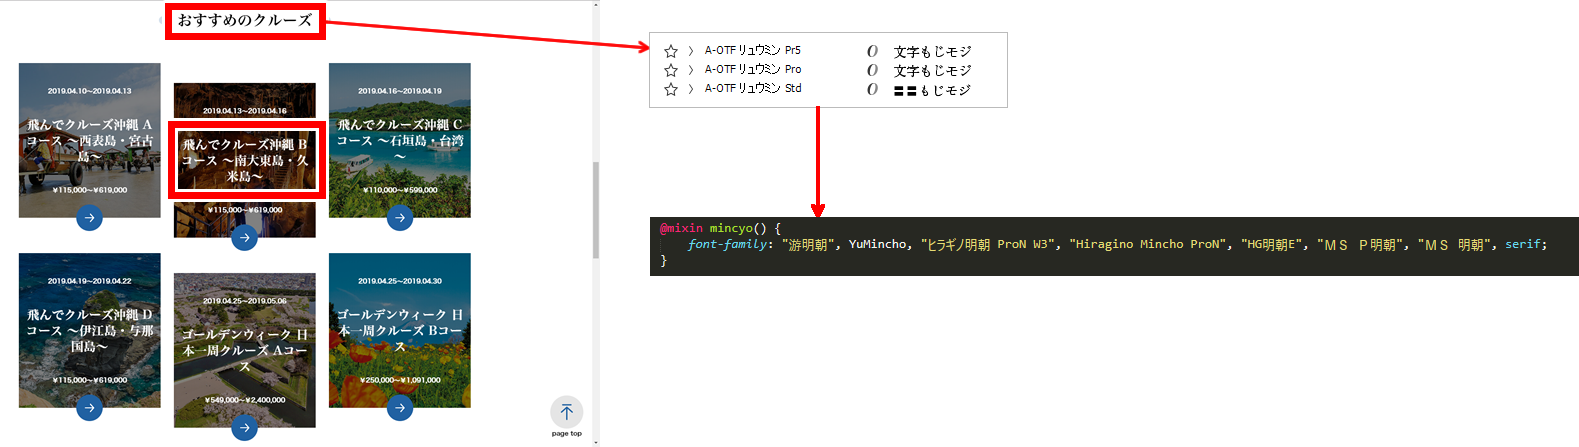 おすすめのクルーズ
2019.04.10〜2019.04.13
飛んでクルーズ沖縄 A
コース 〜西表島・宮古
島〜
¥115,000〜¥619,000
2019.04.13〜2019.04.16
飛んでクルーズ沖縄 B
コース 〜南大東島・久
米島〜
¥115,000〜¥619,000
2019.04.16〜2019.04.19
飛んでクルーズ沖縄 C
コース 〜石垣島・台湾
〜
¥110,000〜¥599,000
2019.04.19〜2019.04.22
飛んでクルーズ沖縄 D
コース 〜伊江島・与那
国島〜
¥115,000〜¥619,000
2019.04.25〜2019.05.06
ゴールデンウィーク 日
本一周クルーズ Aコー
ス
¥549,000〜¥2,400,000
2019.04.25〜2019.04.30
ゴールデンウィーク 日
本一周クルーズ Bコー
ス
¥250,000〜¥1,091,000
page top
A-OTF リュウミン Pr5 O 文字もじモジ
A-OTF リュウミン Pro O 文字もじモジ
A-OTF リュウミン Std O 〓〓もじモジ
@mixin mincyo() {
font-family: "游明朝", YuMincho, "ヒラギノ明朝 ProN W3", "Hiragino Mincho ProN", "HG明朝E", "ＭＳ Ｐ明朝", "ＭＳ 明朝", serif;
}